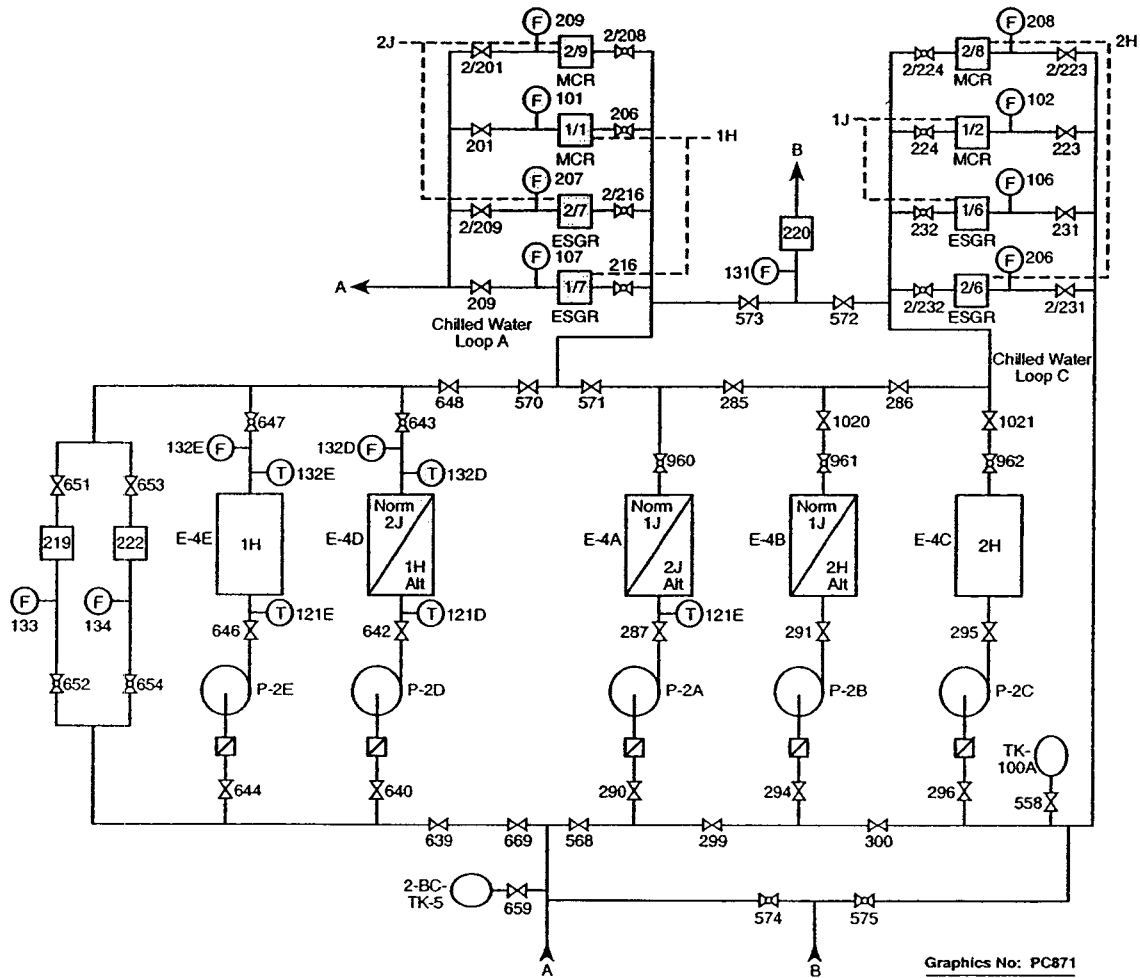 F 209
F 208
2J
2/9
2/208
2/8
2H
2/201
MCR
2/224
MCR
2/223
F 101
F 102
206
1/1
1H
1J
1/2
201
MCR
B
224
MCR
223
F 207
F 106
2/7
2/216
1/6
2/209
ESGR
220
232
ESGR
231
F 107
F 206
216
131 F
A
1/7
2/6
209
ESGR
2/232
ESGR
2/231
573
572
Chilled Water
Loop A
Chilled Water
Loop C
648
570
571
285
286
647
643
1020
1021
132E F
132D F
960
961
962
T 132E
T 132D
651
653
219
222
E-4E
1H
E-4D
Norm
2J
1H
Alt
E-4A
Norm
1J
2J
Alt
E-4B
Norm
1J
2H
Alt
E-4C
2H
F
133
F
134
T 121E
T 121D
T 121E
646
642
287
291
295
652
654
P-2E
P-2D
P-2A
P-2B
P-2C
TK-
100A
644
640
290
294
296
558
639
669
568
299
300
2-BC-
TK-5
659
574
575
A
B
Graphics No: PC871